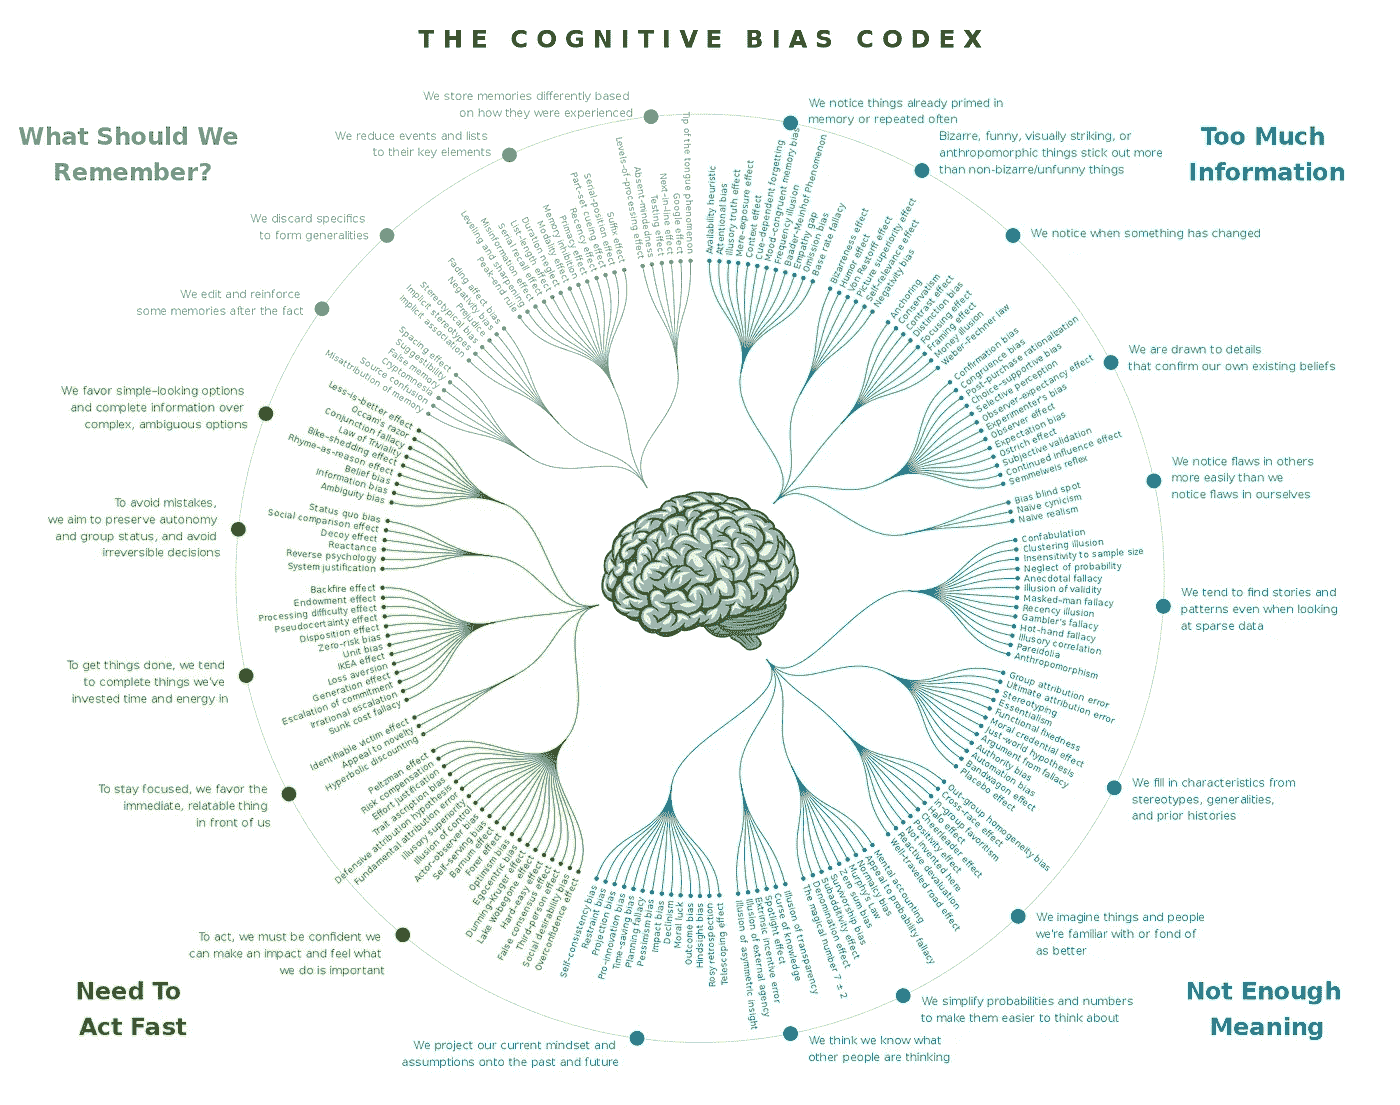 THE COGNITIVE BIAS CODEX
What Should We
Remember?
We store memories differently based
on how they were experienced
We reduce events and lists
to their key elements
We discard specifics
to form generalities
We edit and reinforce
some memories after the fact
Tip of the tongue phenomenon
Google effect
Next-in-line effect
Testing effect
Absent-mindedness
Levels-of-processing effect
Suffix effect
Serial-position effect
Part-set cueing effect
Recency effect
Primacy effect
Memory inhibition
Modality effect
Duration neglect
List-length effect
Serial recall effect
Misinformation effect
Leveling and sharpening
Peak-end rule
Fading affect bias
Negativity bias
Prejudice
Stereotypical bias
Implicit stereotypes
Implicit association
Spacing effect
Suggestibility
False memory
Cryptomnesia
Source confusion
Misattribution of memory
Too Much
Information
We notice things already primed in
memory or repeated often
Bizarre, funny, visually striking, or
anthropomorphic things stick out more
than non-bizarre/unfunny things
We notice when something has changed
We are drawn to details
that confirm our own existing beliefs
We notice flaws in others
more easily than we
notice flaws in ourselves
Availability heuristic
Attentional bias
Illusory truth effect
Mere-exposure effect
Context effect
Cue-dependent forgetting
Mood-congruent memory bias
Frequency illusion
Baader-Meinhof Phenomenon
Empathy gap
Omission bias
Base rate fallacy
Bizarreness effect
Humor effect
Von Restorff effect
Picture superiority effect
Self-relevance effect
Negativity bias
Anchoring
Conservatism
Contrast effect
Distinction bias
Focusing effect
Framing effect
Money illusion
Weber-Fechner law
Confirmation bias
Congruence bias
Post-purchase rationalization
Choice-supportive bias
Selective perception
Observer-expectancy effect
Experimenter's bias
Observer effect
Expectation bias
Ostrich effect
Subjective validation
Continued influence effect
Semmelweis reflex
Bias blind spot
Naive cynicism
Naive realism
We tend to find stories and
patterns even when looking
at sparse data
We fill in characteristics from
stereotypes, generalities,
and prior histories
We imagine things and people
we're familiar with or fond of
as better
We simplify probabilities and numbers
to make them easier to think about
We think we know what
other people are thinking
We project our current mindset and
assumptions onto the past and future
Not Enough
Meaning
Confabulation
Clustering illusion
Insensitivity to sample size
Neglect of probability
Anecdotal fallacy
Illusion of validity
Masked-man fallacy
Recency illusion
Gambler's fallacy
Hot-hand fallacy
Illusory correlation
Pareidolia
Anthropomorphism
Group attribution error
Ultimate attribution error
Stereotyping
Essentialism
Functional fixedness
Moral credential effect
Just-world hypothesis
Argument from fallacy
Authority bias
Automation bias
Bandwagon effect
Placebo effect
Out-group homogeneity bias
Cross-race effect
In-group favoritism
Halo effect
Cheerleader effect
Positivity effect
Not invented here
Reactive devaluation
Well-traveled road effect
Mental accounting
Appeal to probability fallacy
Normalcy bias
Murphy's Law
Zero sum bias
Survivorship bias
Subadditivity effect
Denomination effect
The magical number 7 ± 2
Illusion of transparency
Curse of knowledge
Spotlight effect
Extrinsic incentive error
Illusion of external agency
Illusion of asymmetric insight
Telescoping effect
Rosy retrospection
Hindsight bias
Outcome bias
Moral luck
Declinism
Impact bias
Pessimism bias
Planning fallacy
Time-saving bias
Pro-innovation bias
Projection bias
Restraint bias
Self-consistency bias
We favor simple-looking options
and complete information over
complex, ambiguous options
To avoid mistakes,
we aim to preserve autonomy
and group status, and avoid
irreversible decisions
To get things done, we tend
to complete things we've
invested time and energy in
To stay focused, we favor the
immediate, relatable thing
in front of us
To act, we must be confident we
can make an impact and feel what
we do is important
Need To
Act Fast
Less-is-better effect
Occam's razor
Conjunction fallacy
Law of Triviality
Bike-shedding effect
Rhyme-as-reason effect
Belief bias
Information bias
Ambiguity bias
Status quo bias
Social comparison effect
Decoy effect
Reactance
Reverse psychology
System justification
Backfire effect
Endowment effect
Processing difficulty effect
Pseudocertainty effect
Disposition effect
Zero-risk bias
Unit bias
IKEA effect
Loss aversion
Generation effect
Escalation of commitment
Irrational escalation
Sunk cost fallacy
Identifiable victim effect
Appeal to novelty
Hyperbolic discounting
Peltzman effect
Risk compensation
Effort justification
Trait ascription bias
Defensive attribution hypothesis
Fundamental attribution error
Illusory superiority
Illusion of control
Actor-observer bias
Self-serving bias
Barnum effect
Forer effect
Optimism bias
Egocentric bias
Dunning-Kruger effect
Lake Wobegone effect
Hard-easy effect
False consensus effect
Third-person effect
Social desirability bias
Overconfidence effect